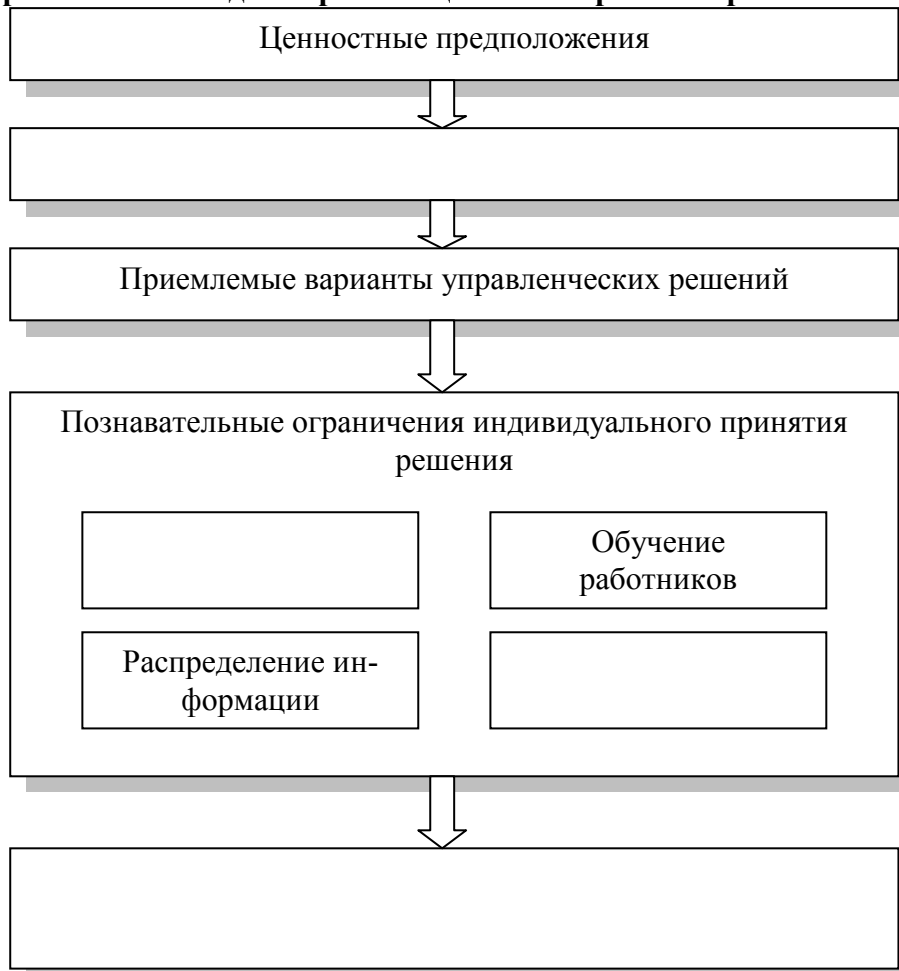 Ценностные предположения
Приемлемые варианты управленческих решений
Познавательные ограничения индивидуального принятия
решения
Обучение
работников
Распределение ин-
формации